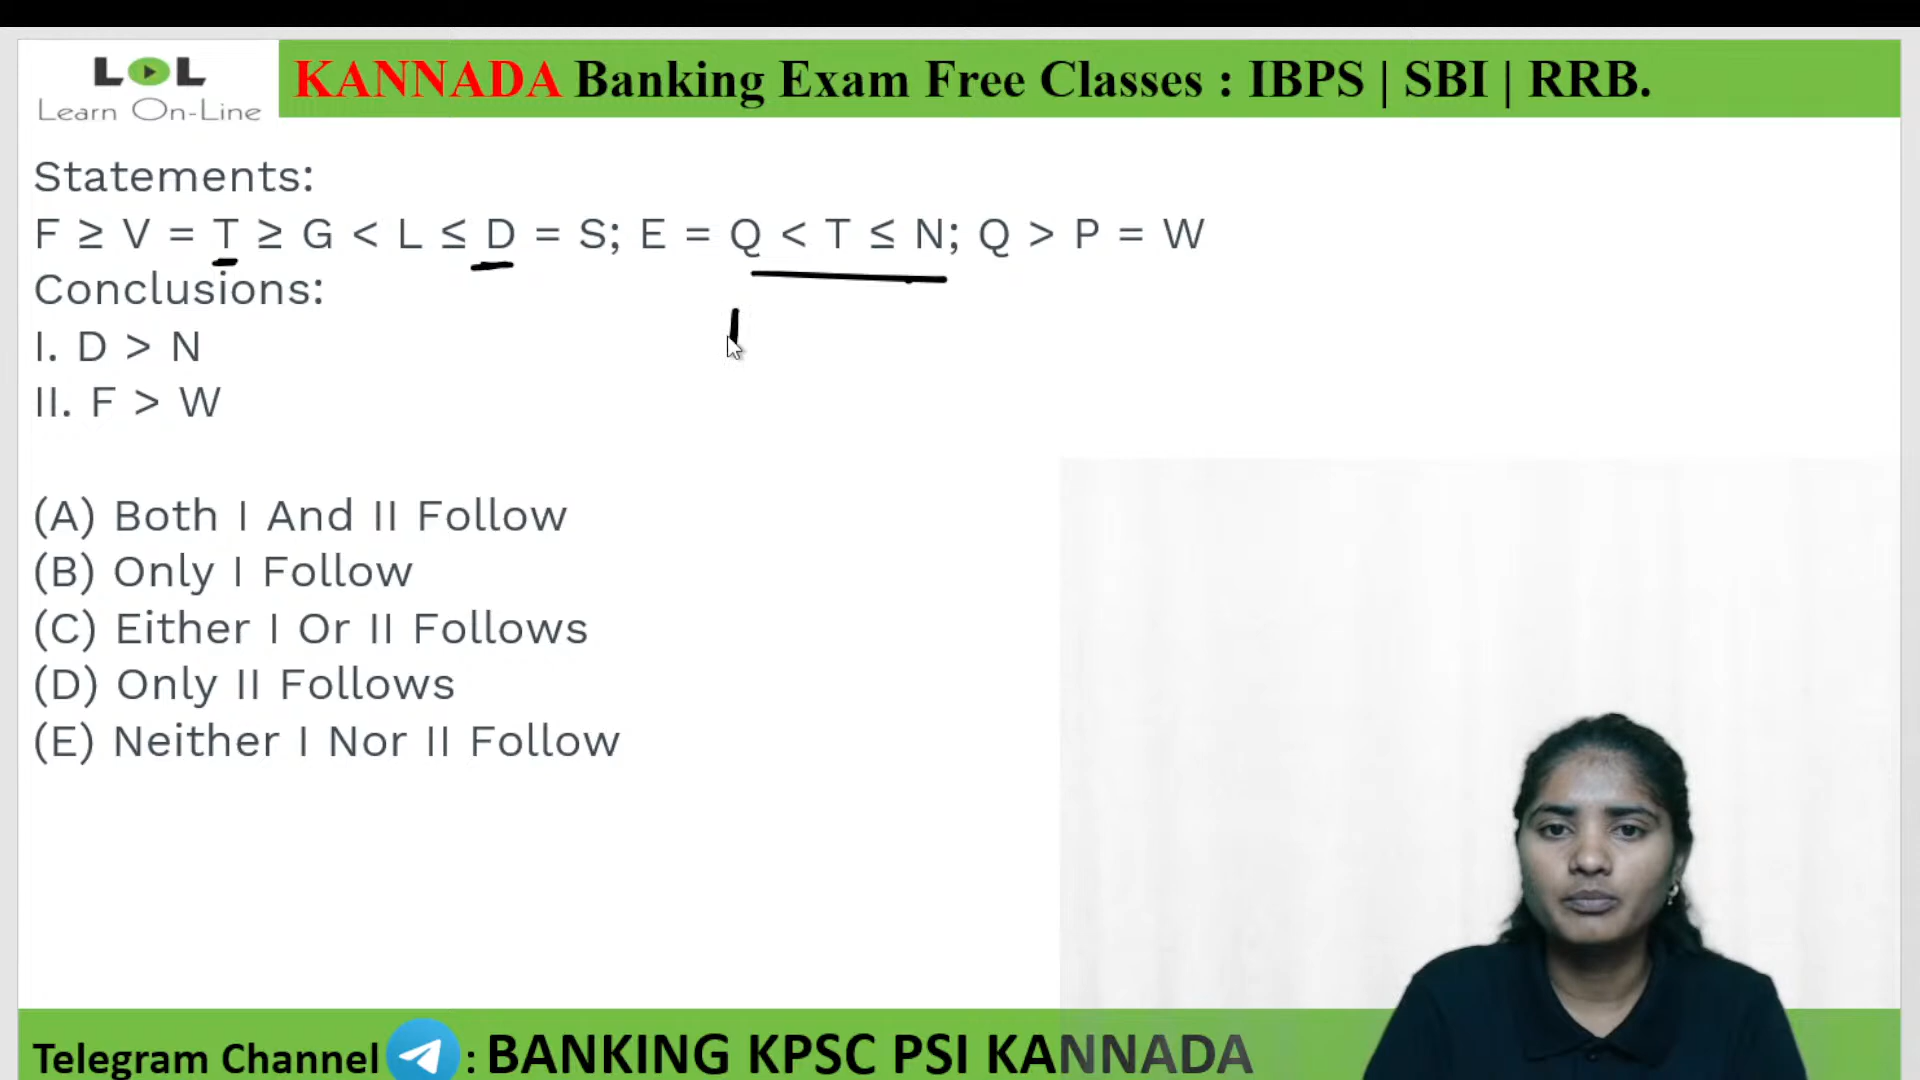 LOL
Learn On-Line
KANNADA Banking Exam Free Classes : IBPS | SBI | RRB.
Statements:
F ≥ V = T ≥ G < L ≤ D = S; E = Q < T ≤ N; Q > P = W
Conclusions:
I. D > N
II. F > W
(A) Both I And II Follow
(B) Only I Follow
(C) Either I Or II Follows
(D) Only II Follows
(E) Neither I Nor II Follow
Telegram Channel : BANKING KPSC PSI KANNADA